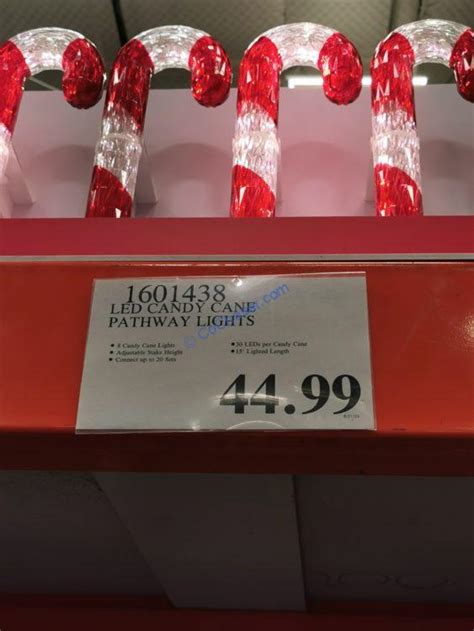 1601438
LED CANDY CANE
PATHWAY LIGHTS
• 8 Candy Cane Lights
• Adjustable Stake Height
• Connect up to 20 Sets
• 30 LEDs per Candy Cane
• 15' Lighted Length
44.99